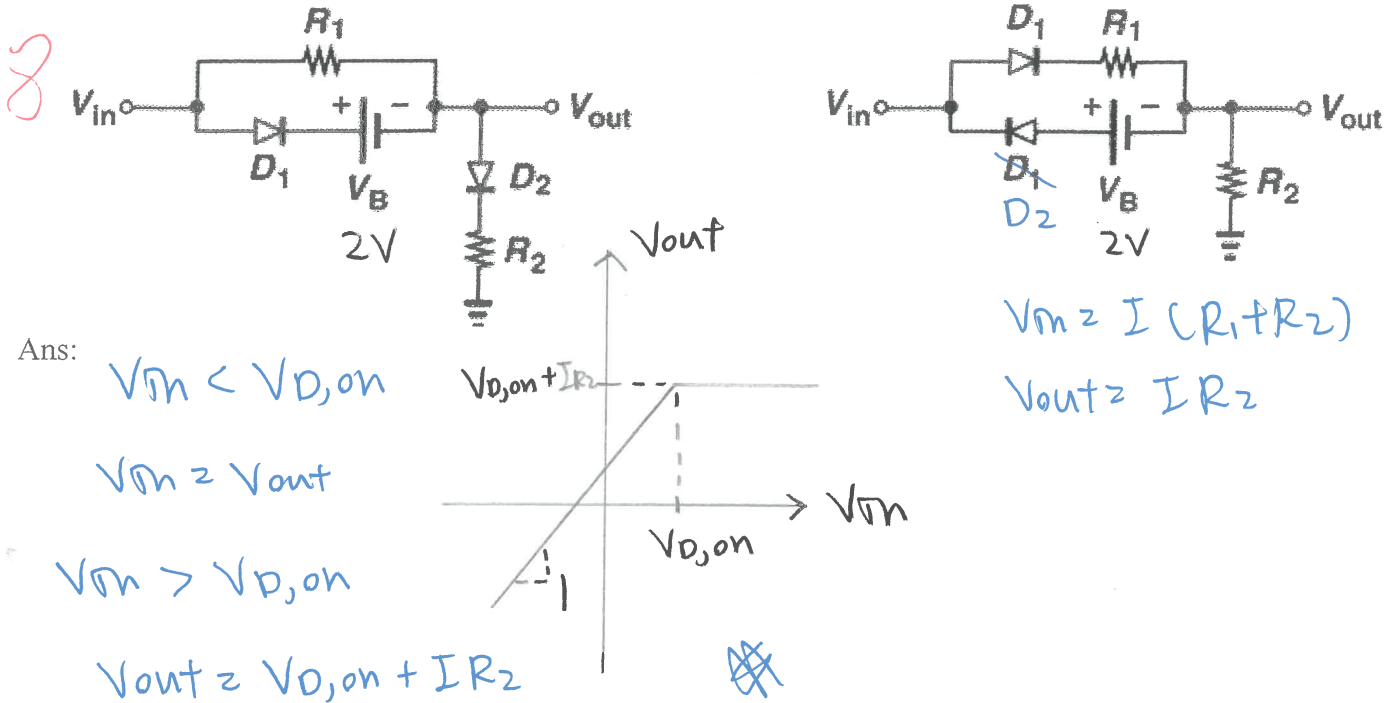 8
R1
Vin
+ −
Vout
D1
VB
2V
D2
R2
D1 R1
Vin
+ −
Vout
D1
D2
VB
2V
R2
Vin = I (R1+R2)
Vout = IR2
Ans:
Vin < VD,on
Vin = Vout
Vin > VD,on
Vout = VD,on + IR2
Vout
VD,on + IR2
Vin
VD,on
1